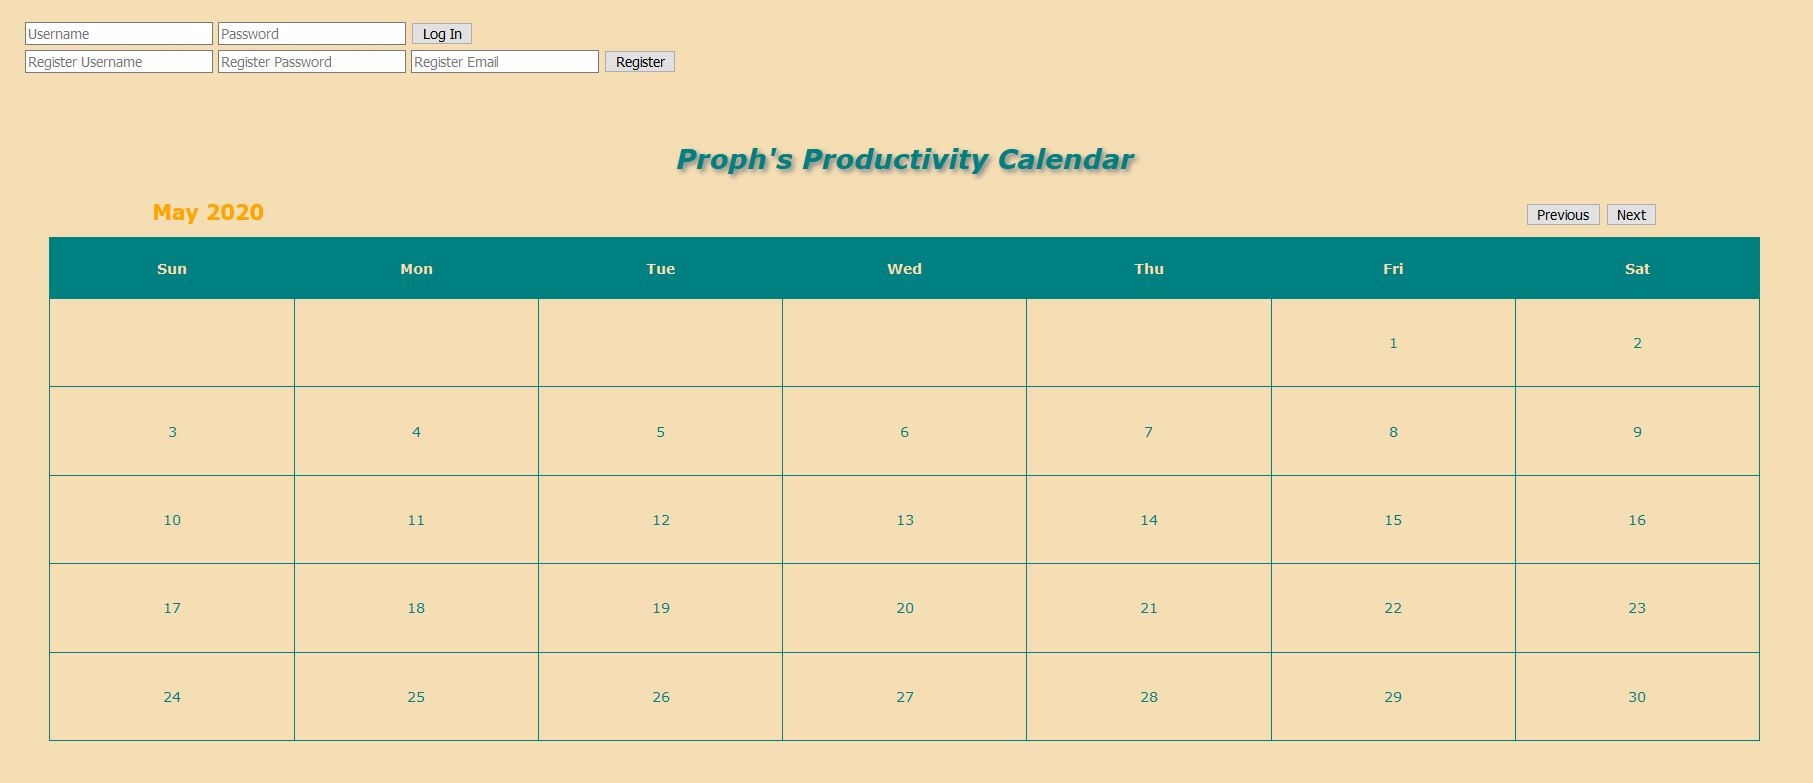 Username Password Log In
Register Username Register Password Register Email Register
Proph's Productivity Calendar
May 2020 Previous Next
Sun Mon Tue Wed Thu Fri Sat
1 2
3 4 5 6 7 8 9
10 11 12 13 14 15 16
17 18 19 20 21 22 23
24 25 26 27 28 29 30